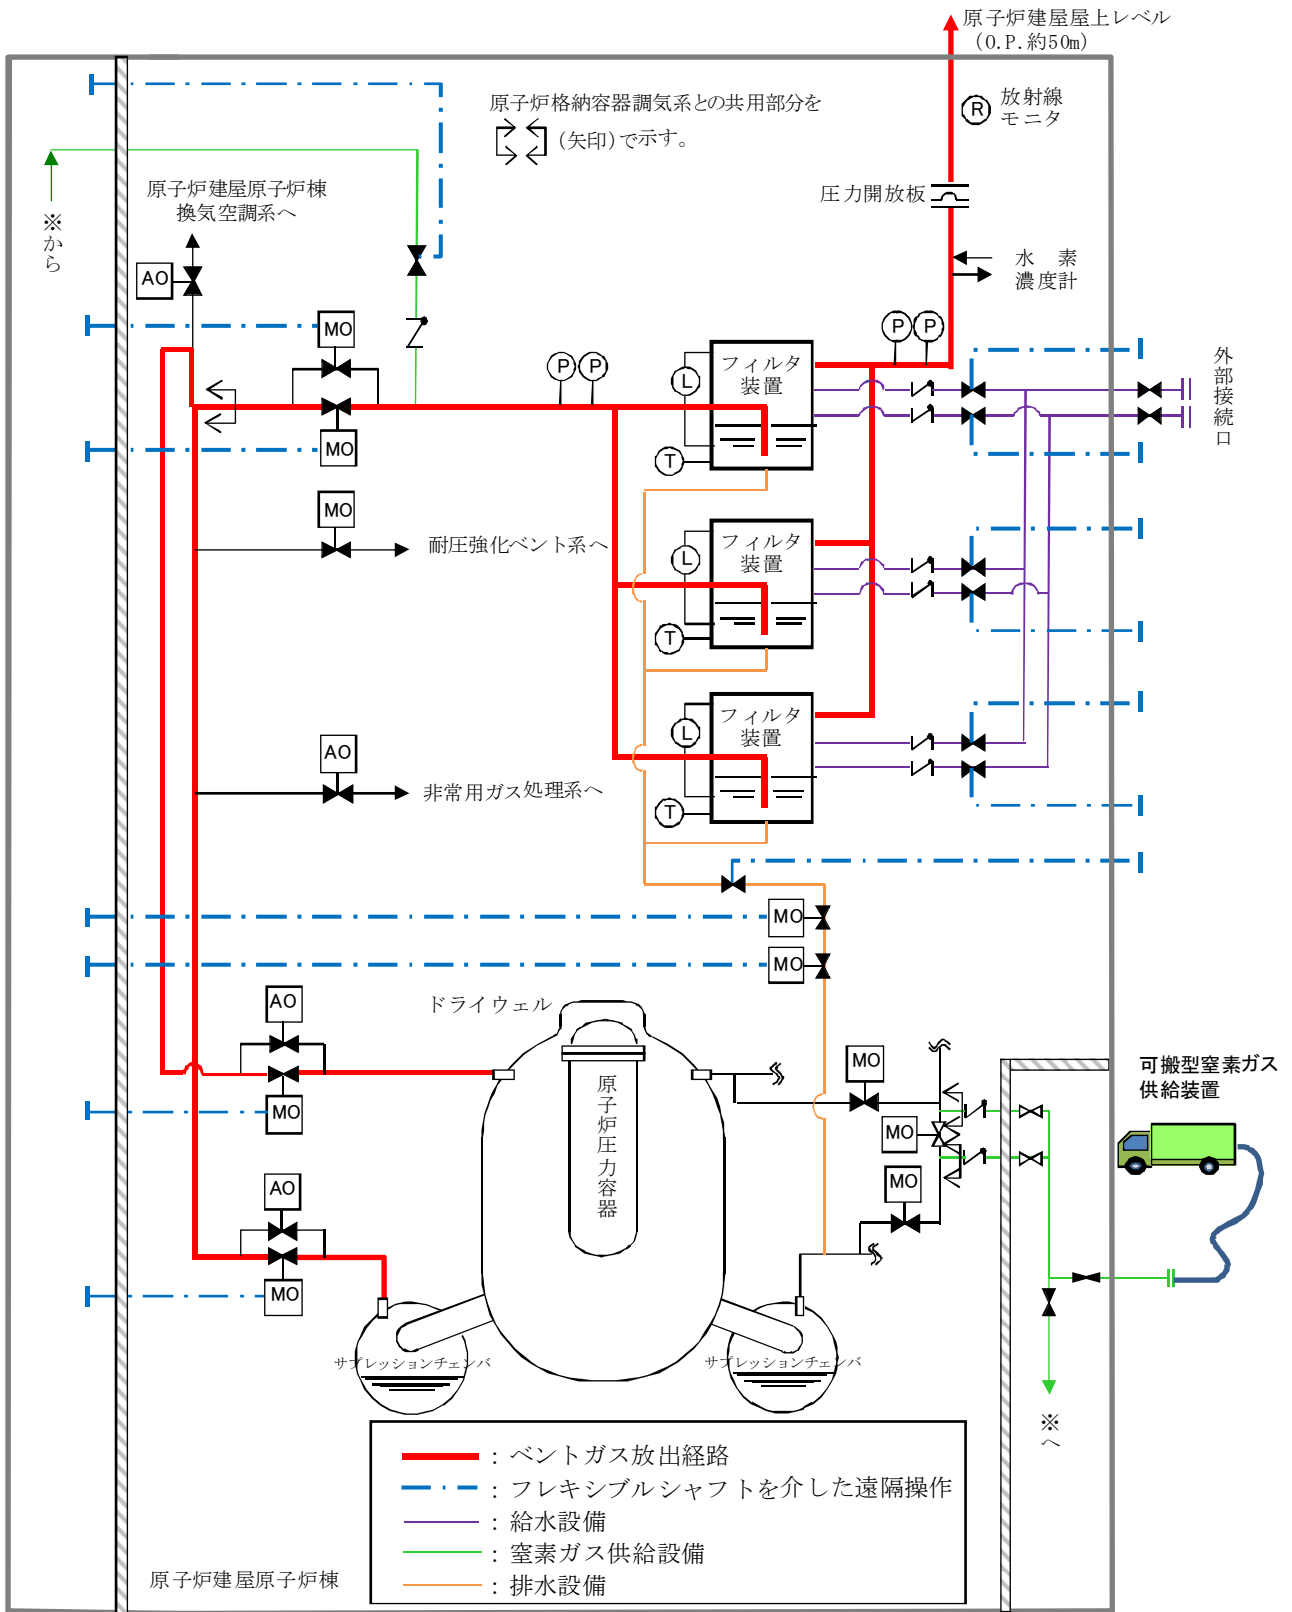 原子炉建屋屋上レベル
(O.P.約50m)
R
放射線
モニタ
原子炉格納容器調気系との共用部分を
(矢印)で示す。
原子炉建屋原子炉棟
換気空調系へ
※から
圧力開放板
AO
水　素
濃度計
MO
P
P
P
P
フィルタ
装置
L
T
外部接続口
MO
MO
耐圧強化ベント系へ
フィルタ
装置
L
T
フィルタ
装置
L
T
AO
非常用ガス処理系へ
MO
MO
AO
ドライウェル
MO
原子炉圧力容器
MO
MO
MO
可搬型窒素ガス
供給装置
AO
MO
サプレッションチェンバ
サプレッションチェンバ
※へ
：ベントガス放出経路
：フレキシブルシャフトを介した遠隔操作
：給水設備
：窒素ガス供給設備
：排水設備
原子炉建屋原子炉棟